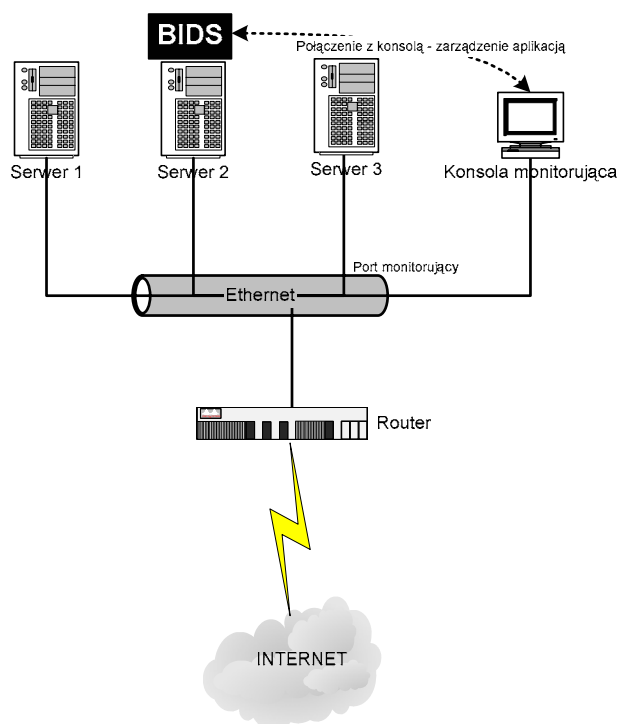 BIDS
Połączenie z konsolą - zarządzenie aplikacją
Serwer 1
Serwer 2
Serwer 3
Konsola monitorująca
Port monitorujący
Ethernet
Router
INTERNET